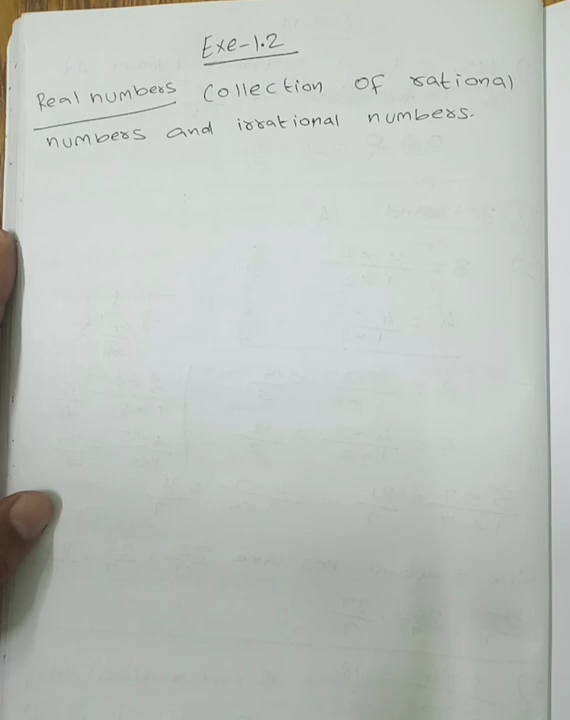 Exe-1.2
Real numbers Collection of rational
numbers and irrational numbers.